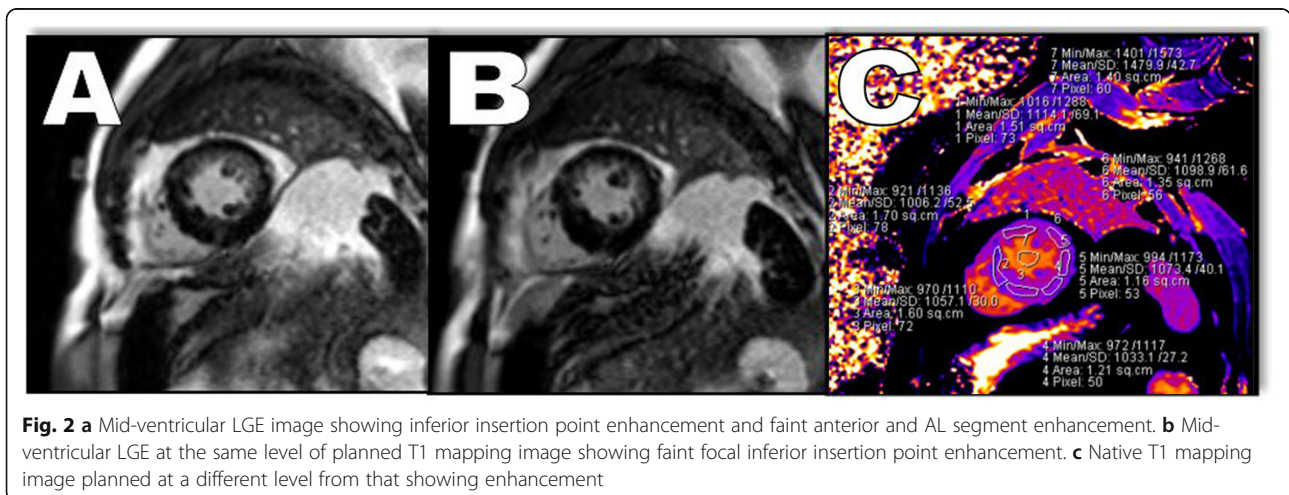 A
B
C
7 Min/Max: 1401 /1573
7 Mean/SD: 1479.9 /42.7
7 Area: 1.40 sq.cm
7 Pixel: 60
1 Min/Max: 1016 /1288
1 Mean/SD: 1114.1 /69.1
1 Area: 1.51 sq.cm
1 Pixel: 73
6 Min/Max: 941 /1268
6 Mean/SD: 1098.9 /61.6
6 Area: 1.35 sq.cm
6 Pixel: 56
2 Min/Max: 921 /1136
2 Mean/SD: 1006.2 /52.5
2 Area: 1.70 sq.cm
2 Pixel: 78
1
6
7
5
2
3
4
5 Min/Max: 994 /1173
5 Mean/SD: 1073.4 /40.1
5 Area: 1.16 sq.cm
5 Pixel: 53
3 Min/Max: 970 /1110
3 Mean/SD: 1057.1 /30.0
3 Area: 1.60 sq.cm
3 Pixel: 72
4 Min/Max: 972 /1117
4 Mean/SD: 1033.1 /27.2
4 Area: 1.21 sq.cm
4 Pixel: 50
Fig. 2 a Mid-ventricular LGE image showing inferior insertion point enhancement and faint anterior and AL segment enhancement. b Mid-
ventricular LGE at the same level of planned T1 mapping image showing faint focal inferior insertion point enhancement. c Native T1 mapping
image planned at a different level from that showing enhancement